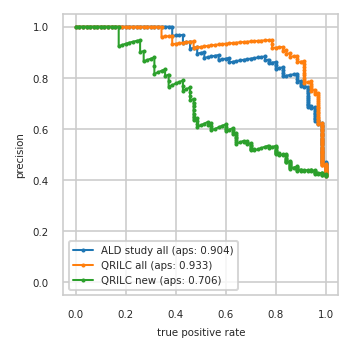 1.0
0.8
0.6
0.4
0.2
0.0
precision
ALD study all (aps: 0.904)
QRILC all (aps: 0.933)
QRILC new (aps: 0.706)
0.0 0.2 0.4 0.6 0.8 1.0
true positive rate